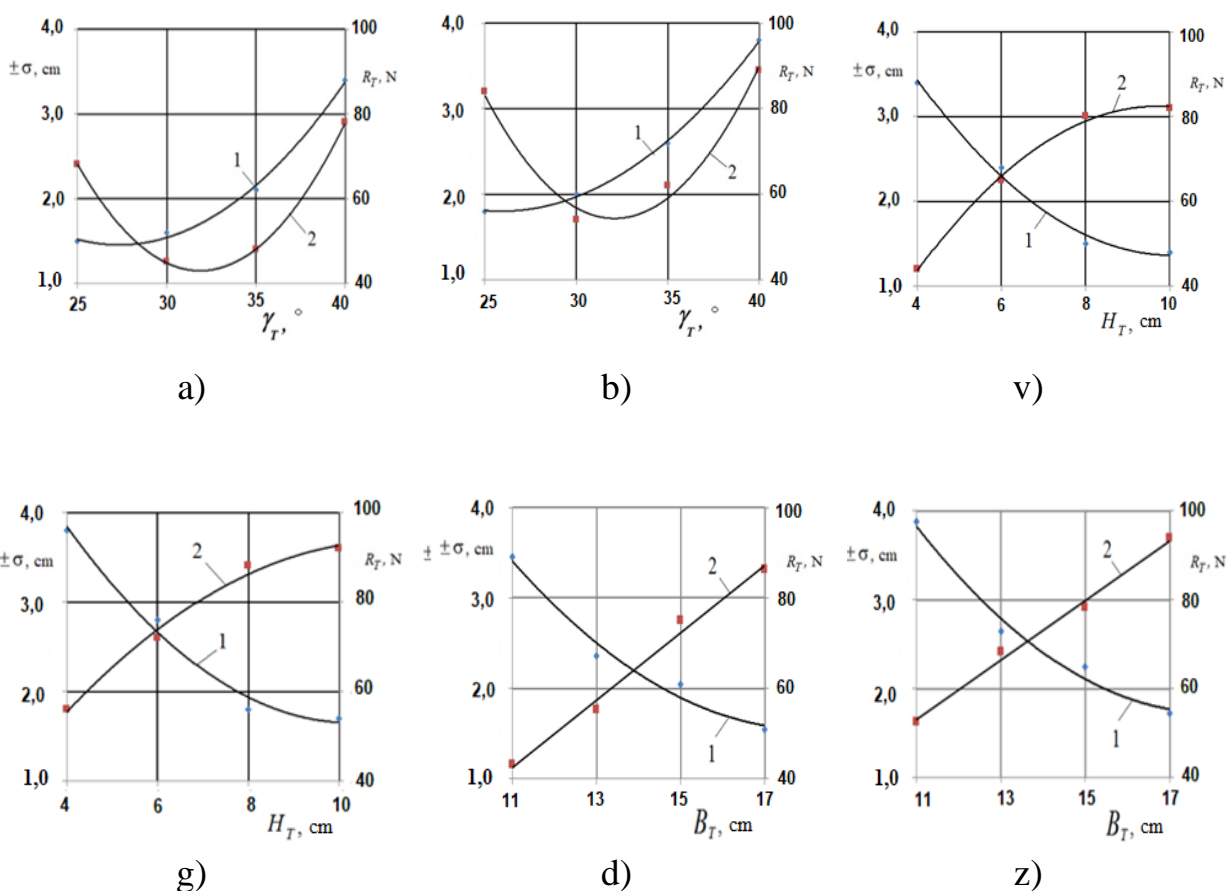 4,0 100
± σ, cm R_T, N
3,0 80
1
2,0 60
2
1,0 40
25 30 35 40
γ_T, °
a)
4,0 100
± σ, cm R_T, N
3,0 80
1
2
2,0 60
1,0 40
25 30 35 40
γ_T, °
b)
4,0 100
± σ, cm R_T, N
2
3,0 80
2,0 60
1
1,0 40
4 6 8 10
H_T, cm
v)
4,0 100
± σ, cm R_T, N
2
3,0 80
1
2,0 60
1,0 40
4 6 8 10
H_T, cm
g)
4,0 100
± ± σ, cm R_T, N
2
3,0 80
2,0 60
1
1,0 40
11 13 15 17
B_T, cm
d)
4,0 100
± σ, cm R_T, N
2
3,0 80
2,0 60
1
1,0 40
11 13 15 17
B_T, cm
z)